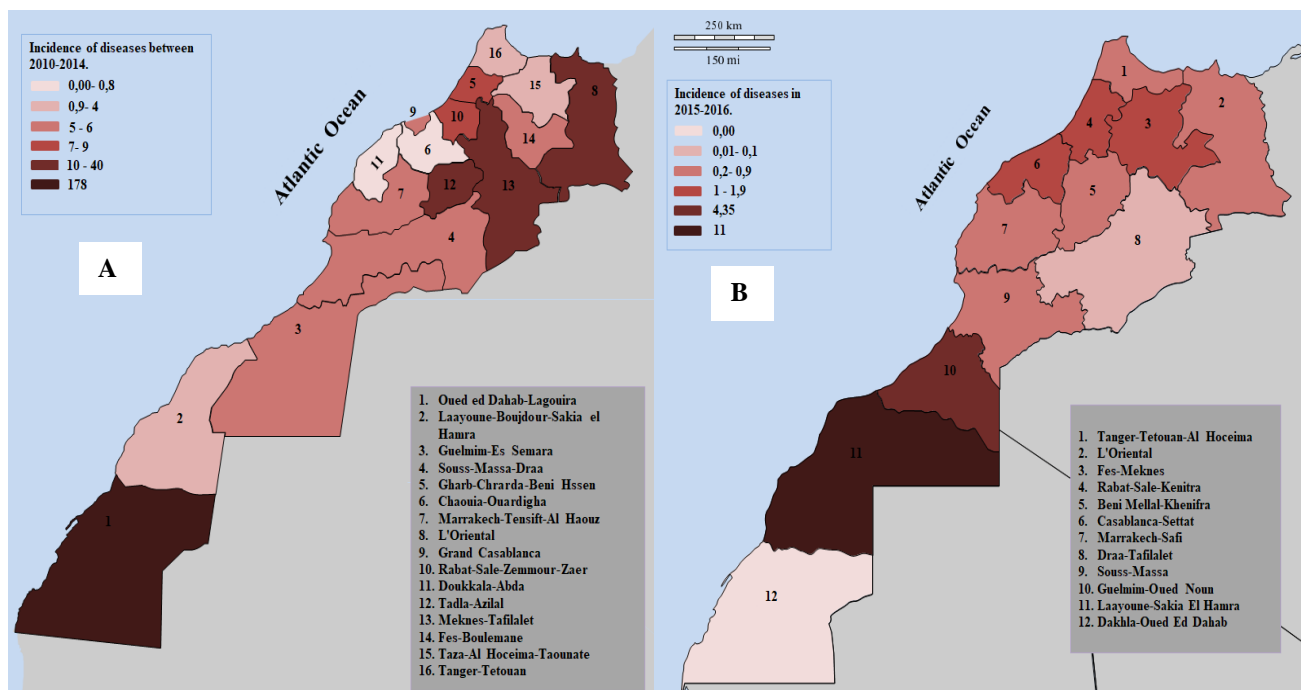 Incidence of diseases between
2010-2014.
0,00- 0,8
0,9- 4
5 - 6
7- 9
10 - 40
178
Atlantic Ocean
A
16
5
15
8
9
10
14
11
6
12
13
7
4
3
2
1
1. Oued ed Dahab-Lagouira
2. Laayoune-Boujdour-Sakia el
Hamra
3. Guelmim-Es Semara
4. Souss-Massa-Draa
5. Gharb-Chrarda-Beni Hssen
6. Chaouia-Ouardigha
7. Marrakech-Tensift-Al Haouz
8. L'Oriental
9. Grand Casablanca
10. Rabat-Sale-Zemmour-Zaer
11. Doukkala-Abda
12. Tadla-Azilal
13. Meknes-Tafilalet
14. Fes-Boulemane
15. Taza-Al Hoceima-Taounate
16. Tanger-Tetouan
250 km
150 mi
Incidence of diseases in
2015-2016.
0,00
0,01- 0,1
0,2- 0,9
1 - 1,9
4,35
11
Atlantic Ocean
B
1
2
4
3
6
5
7
8
9
10
11
12
1. Tanger-Tetouan-Al Hoceima
2. L'Oriental
3. Fes-Meknes
4. Rabat-Sale-Kenitra
5. Beni Mellal-Khenifra
6. Casablanca-Settat
7. Marrakech-Safi
8. Draa-Tafilalet
9. Souss-Massa
10. Guelmim-Oued Noun
11. Laayoune-Sakia El Hamra
12. Dakhla-Oued Ed Dahab